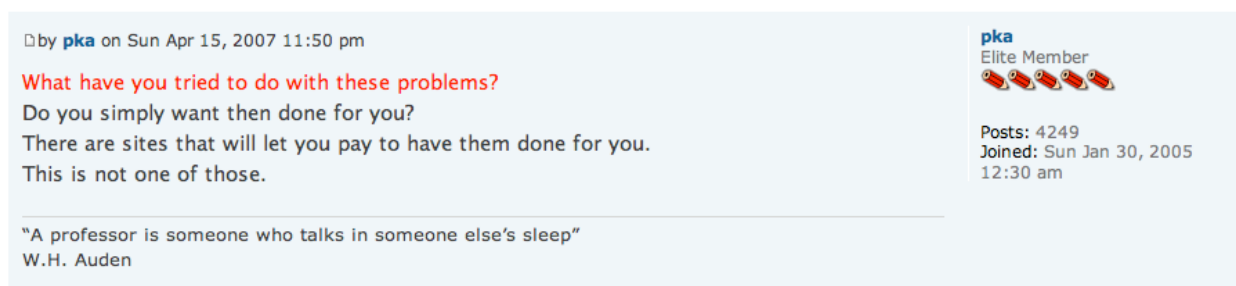 by pka on Sun Apr 15, 2007 11:50 pm
What have you tried to do with these problems?
Do you simply want then done for you?
There are sites that will let you pay to have them done for you.
This is not one of those.
“A professor is someone who talks in someone else’s sleep”
W.H. Auden
pka
Elite Member
Posts: 4249
Joined: Sun Jan 30, 2005
12:30 am